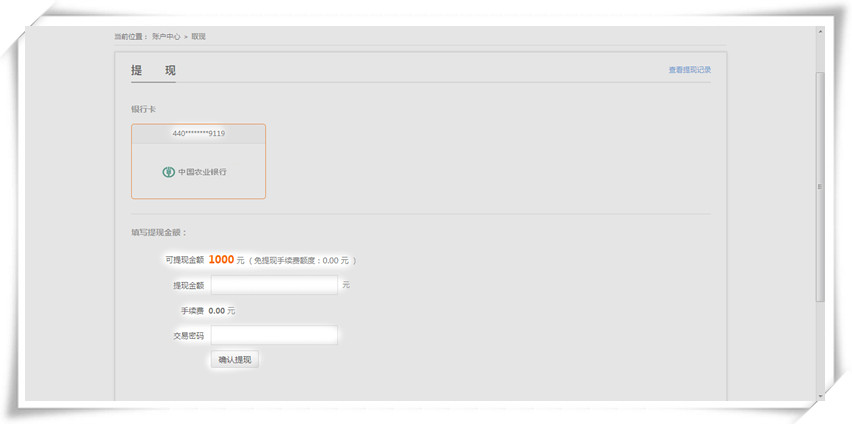 当前位置： 账户中心 > 取现
提 现 查看提现记录
银行卡
440********9119
中国农业银行
填写提现金额：
可提现金额 1000 元 （ 免提现手续费额度：0.00 元 ）
提现金额 元
手续费 0.00 元
交易密码
确认提现